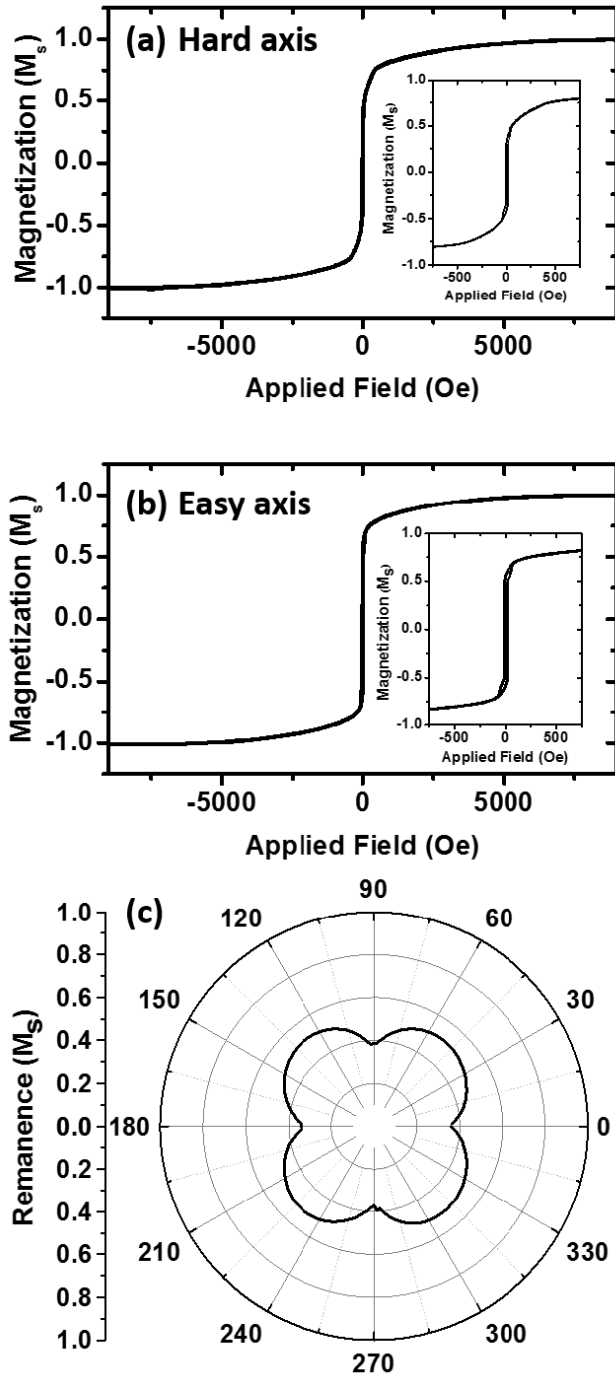 (a) Hard axis
Magnetization (Mₛ)
1.0
0.5
0.0
-0.5
-1.0
-5000 0 5000
Applied Field (Oe)
Magnetization (Mₛ)
1.0
0.5
0.0
-0.5
-1.0
-500 0 500
Applied Field (Oe)
(b) Easy axis
Magnetization (Mₛ)
1.0
0.5
0.0
-0.5
-1.0
-5000 0 5000
Applied Field (Oe)
Magnetization (Mₛ)
1.0
0.5
0.0
-0.5
-1.0
-500 0 500
Applied Field (Oe)
(c)
Remanence (Mₛ)
1.0
0.8
0.6
0.4
0.2
0.0
0.2
0.4
0.6
0.8
1.0
90
120 60
150 30
180 0
210 330
240 300
270